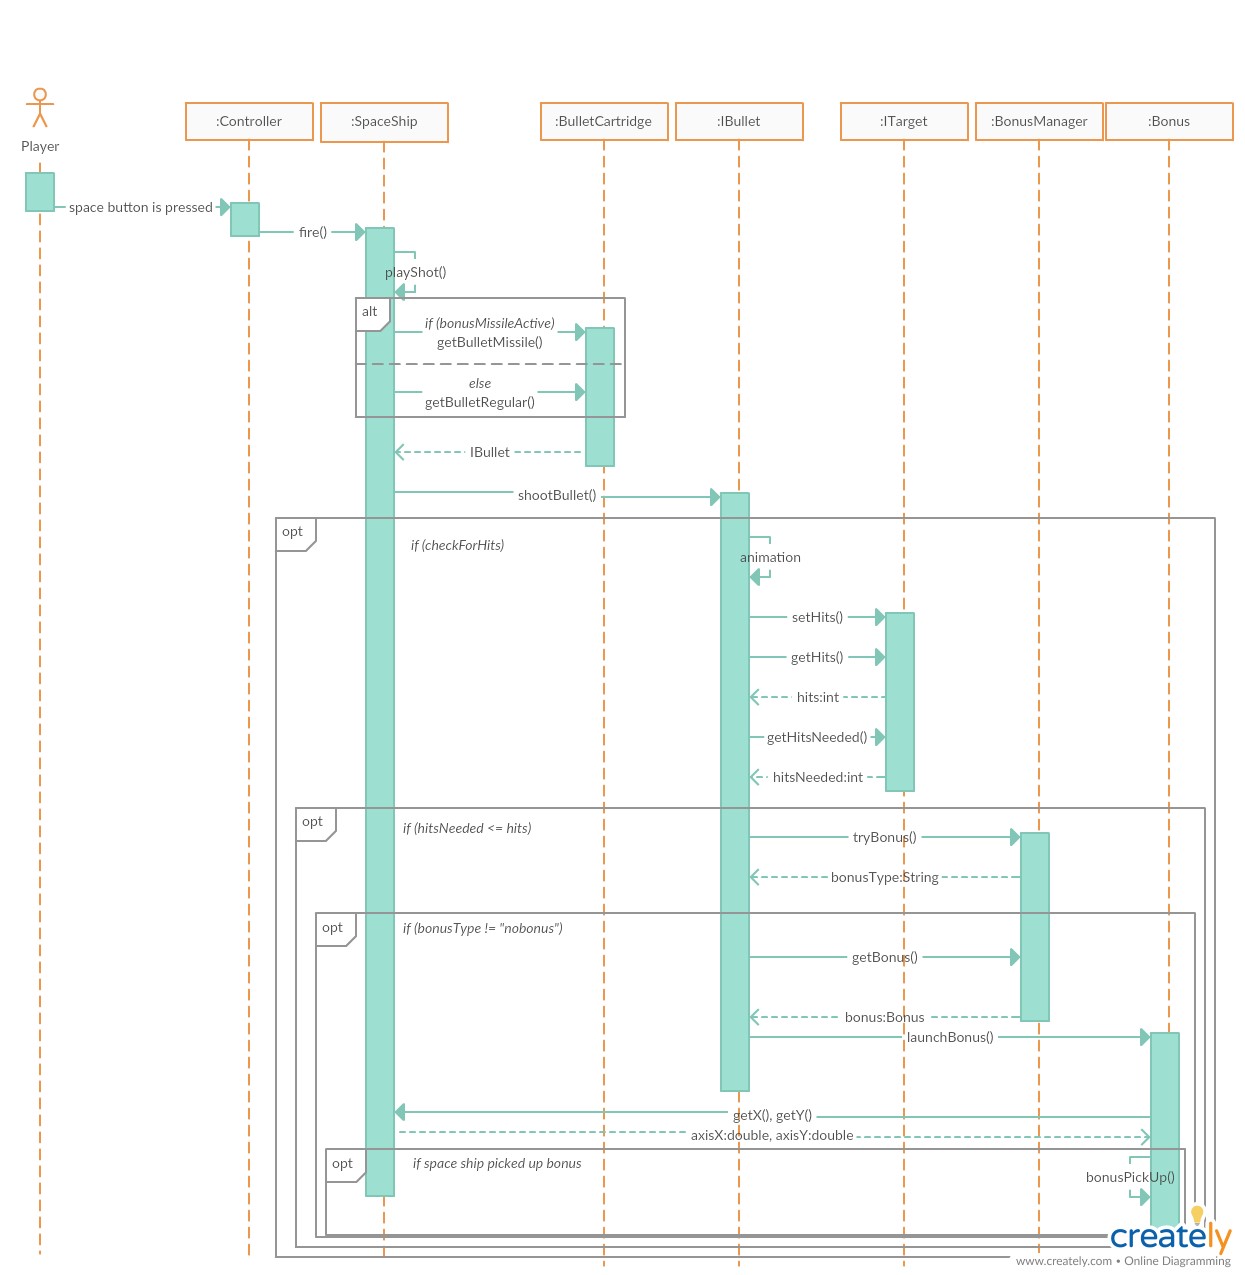 Player
:Controller
:SpaceShip
:BulletCartridge
:IBullet
:ITarget
:BonusManager
:Bonus
space button is pressed
fire()
playShot()
alt
if (bonusMissileActive)
getBulletMissile()
else
getBulletRegular()
IBullet
shootBullet()
opt
if (checkForHits)
animation
setHits()
getHits()
hits:int
getHitsNeeded()
hitsNeeded:int
opt
if (hitsNeeded <= hits)
tryBonus()
bonusType:String
opt
if (bonusType != "nobonus")
getBonus()
bonus:Bonus
launchBonus()
getX(), getY()
axisX:double, axisY:double
opt
if space ship picked up bonus
bonusPickUp()
creately
www.creately.com • Online Diagramming